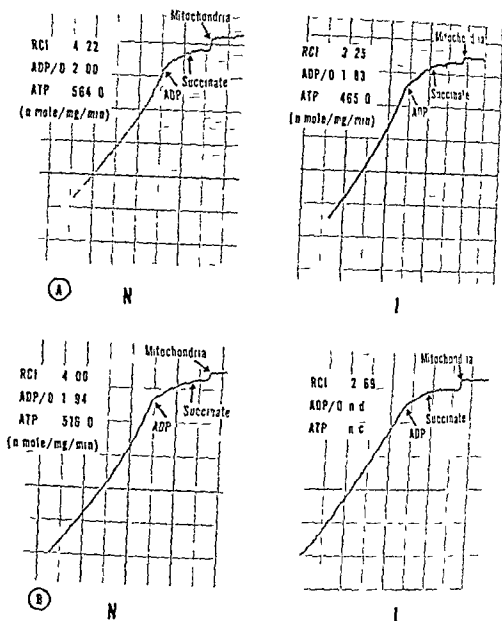 Mitochondria
RCI 4 22
ADP/O 2 00
ATP 564 0
(n mole/mg/min)
Succinate
ADP
A
N
RCI 3 25
ADP/O 1 83
ATP 465 0
(n mole/mg/min)
Succinate
ADP
I
Mitochondria
RCI 4 00
ADP/O 1 94
ATP 516 0
(n mole/mg/min)
Succinate
ADP
B
N
RCI 2 69
ADP/O n d
ATP
Succinate
ADP
I